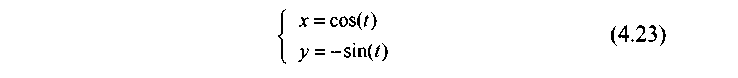 x = cos(t)
y = −sin(t) (4.23)